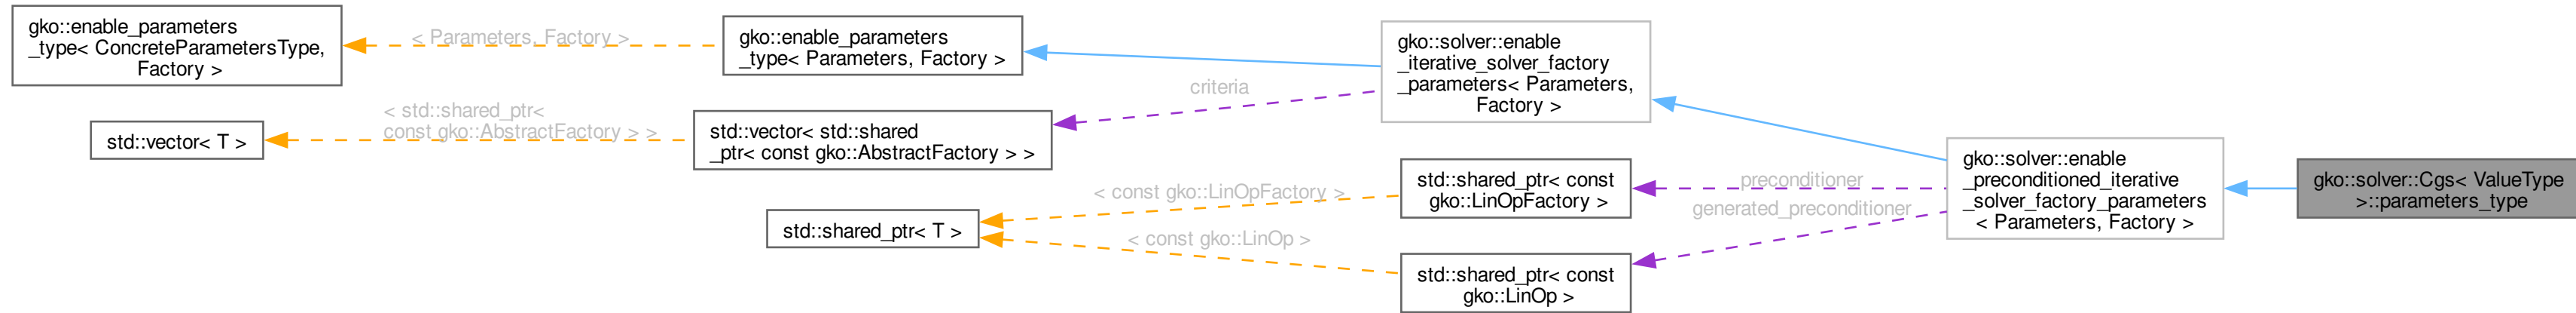 gko::enable_parameters
_type< ConcreteParametersType,
Factory >
< Parameters, Factory >
gko::enable_parameters
_type< Parameters, Factory >
gko::solver::enable
_iterative_solver_factory
_parameters< Parameters,
Factory >
criteria
< std::shared_ptr<
const gko::AbstractFactory > >
std::vector< T >
std::vector< std::shared
_ptr< const gko::AbstractFactory > >
gko::solver::enable
_preconditioned_iterative
_solver_factory_parameters
< Parameters, Factory >
gko::solver::Cgs< ValueType
>::parameters_type
std::shared_ptr< const
gko::LinOpFactory >
preconditioner
generated_preconditioner
< const gko::LinOpFactory >
std::shared_ptr< T >
< const gko::LinOp >
std::shared_ptr< const
gko::LinOp >